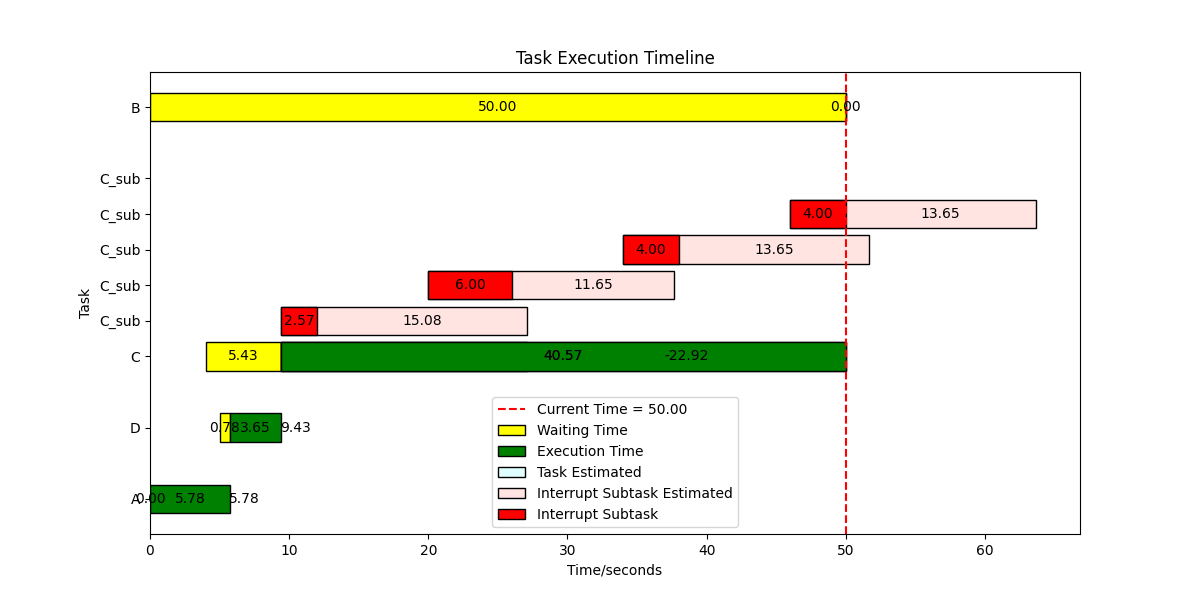 Task Execution Timeline
B 50.00 0.00
C_sub
C_sub 4.00 13.65
C_sub 4.00 13.65
C_sub 6.00 11.65
Task
C_sub 2.57 15.08
C 5.43 40.57 -22.92
D 0.78 3.65 9.43
A 0.00 5.78 5.78
Current Time = 50.00
Waiting Time
Execution Time
Task Estimated
Interrupt Subtask Estimated
Interrupt Subtask
0 10 20 30 40 50 60
Time/seconds